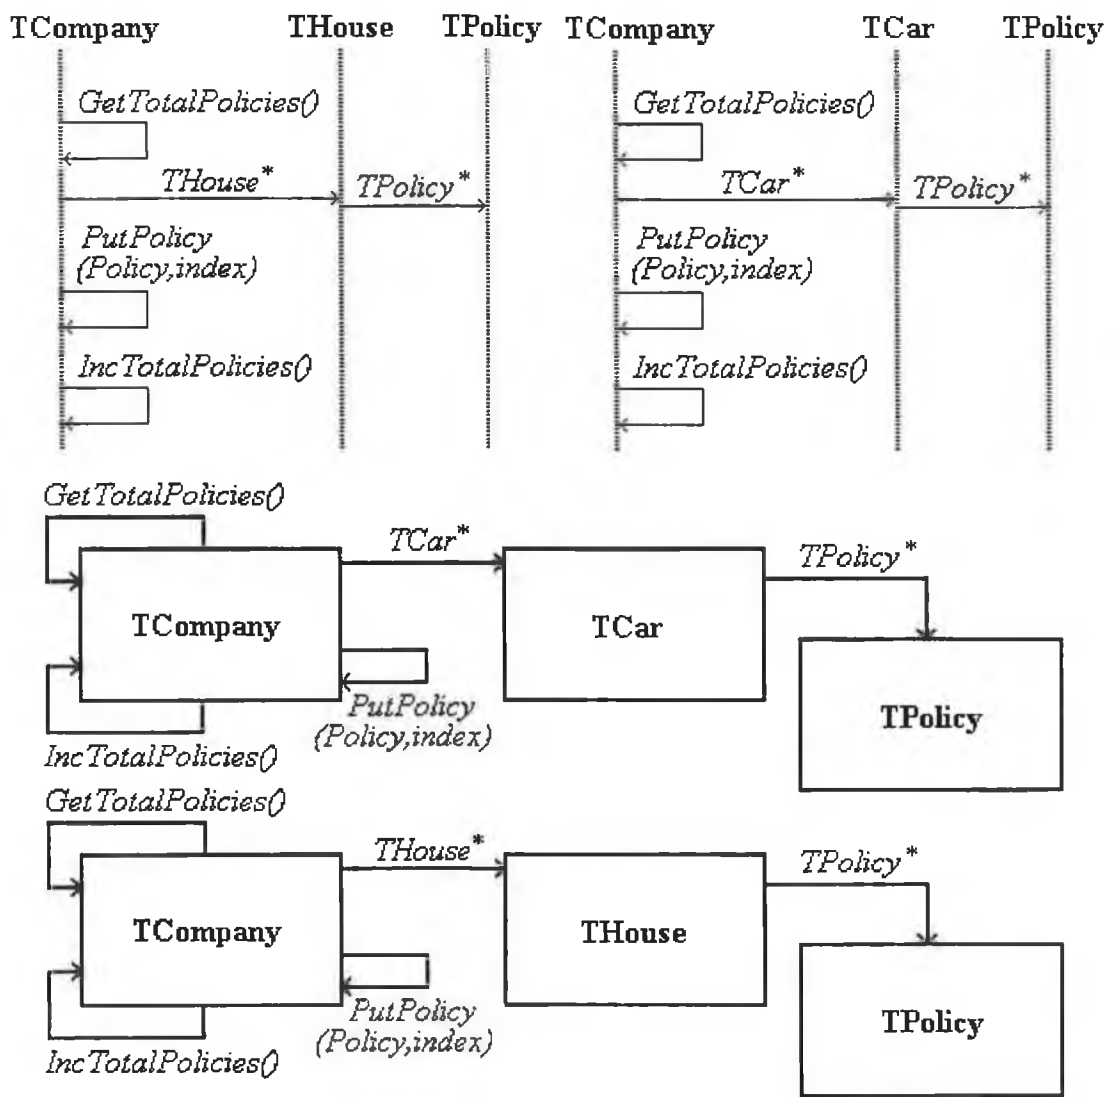 TCompany THouse TPolicy TCompany TCar TPolicy
GetTotalPolicies() GetTotalPolicies()
THouse* TPolicy* TCar* TPolicy*
PutPolicy PutPolicy
(Policy,index) (Policy,index)
IncTotalPolicies() IncTotalPolicies()
GetTotalPolicies()
TCar* TPolicy*
TCompany TCar
PutPolicy
(Policy,index)
TPolicy
IncTotalPolicies()
GetTotalPolicies()
THouse* TPolicy*
TCompany THouse
PutPolicy
(Policy,index)
TPolicy
IncTotalPolicies()